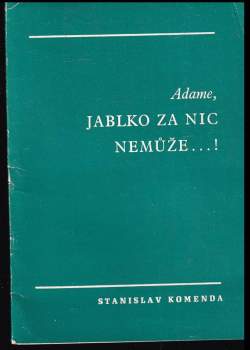 Adame,
JABLKO ZA NIC
NEMŮŽE...!
STANISLAV KOMENDA